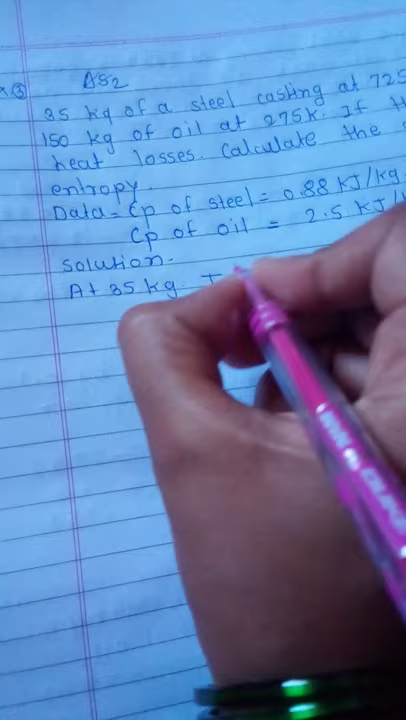 3
Δs2
35 kg of a steel casting at 725
150 kg of oil at 275K. If
heat losses. Calculate the
entropy.
Data- Cp of steel = 0.88 KJ/kg
Cp of oil = 2.5 KJ/
Solution-
At 35 kg. T